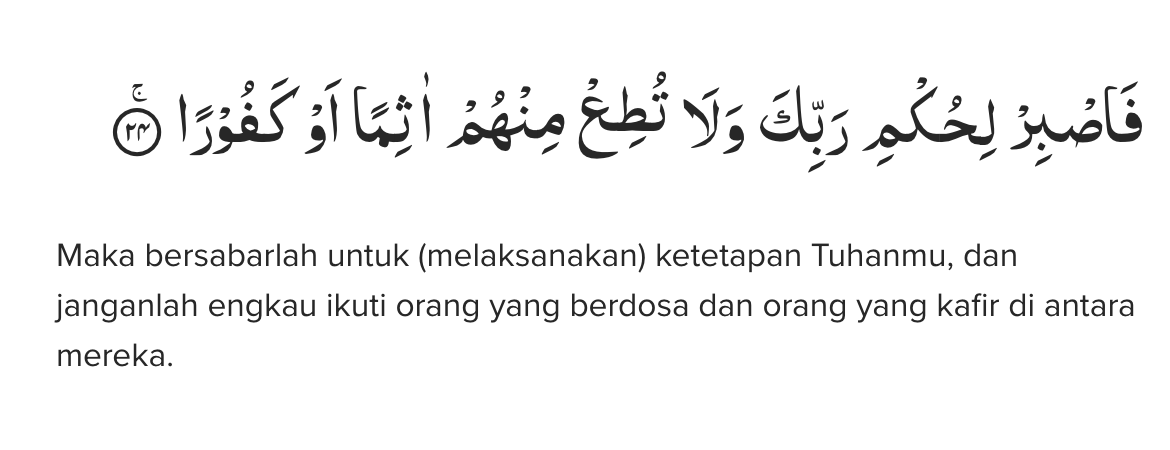 فَاصْبِرْ لِحُكْمِ رَبِّكَ وَلَا تُطِعْ مِنْهُمْ اٰثِمًا اَوْ كَفُوْرًاۚ ٢٤
Maka bersabarlah untuk (melaksanakan) ketetapan Tuhanmu, dan
janganlah engkau ikuti orang yang berdosa dan orang yang kafir di antara
mereka.